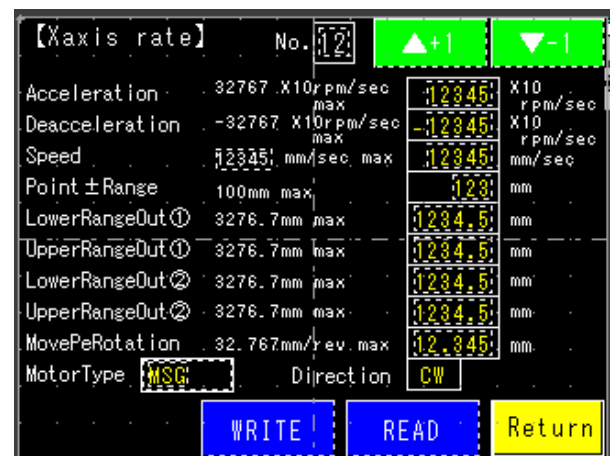 【Xaxis rate】 No. 12 ▲+1 ▼-1
Acceleration 32767 X10rpm/sec max 12345 X10 rpm/sec
Deacceleration -32767 X10rpm/sec max -12345 X10 rpm/sec
Speed 12345 mm/sec max 12345 mm/sec
Point±Range 100mm max 123 mm
LowerRangeOut① 3276.7mm max 1234.5 mm
UpperRangeOut① 3276.7mm max 1234.5 mm
LowerRangeOut② 3276.7mm max 1234.5 mm
UpperRangeOut② 3276.7mm max 1234.5 mm
MovePeRotation 32.767mm/rev.max 12.345 mm
MotorType MSG Direction CW
WRITE READ Return